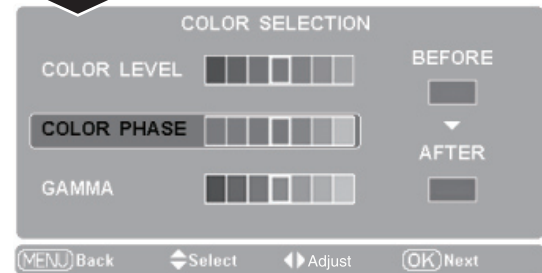 COLOR SELECTION
COLOR LEVEL
BEFORE
COLOR PHASE
AFTER
GAMMA
MENU Back Select Adjust OK Next